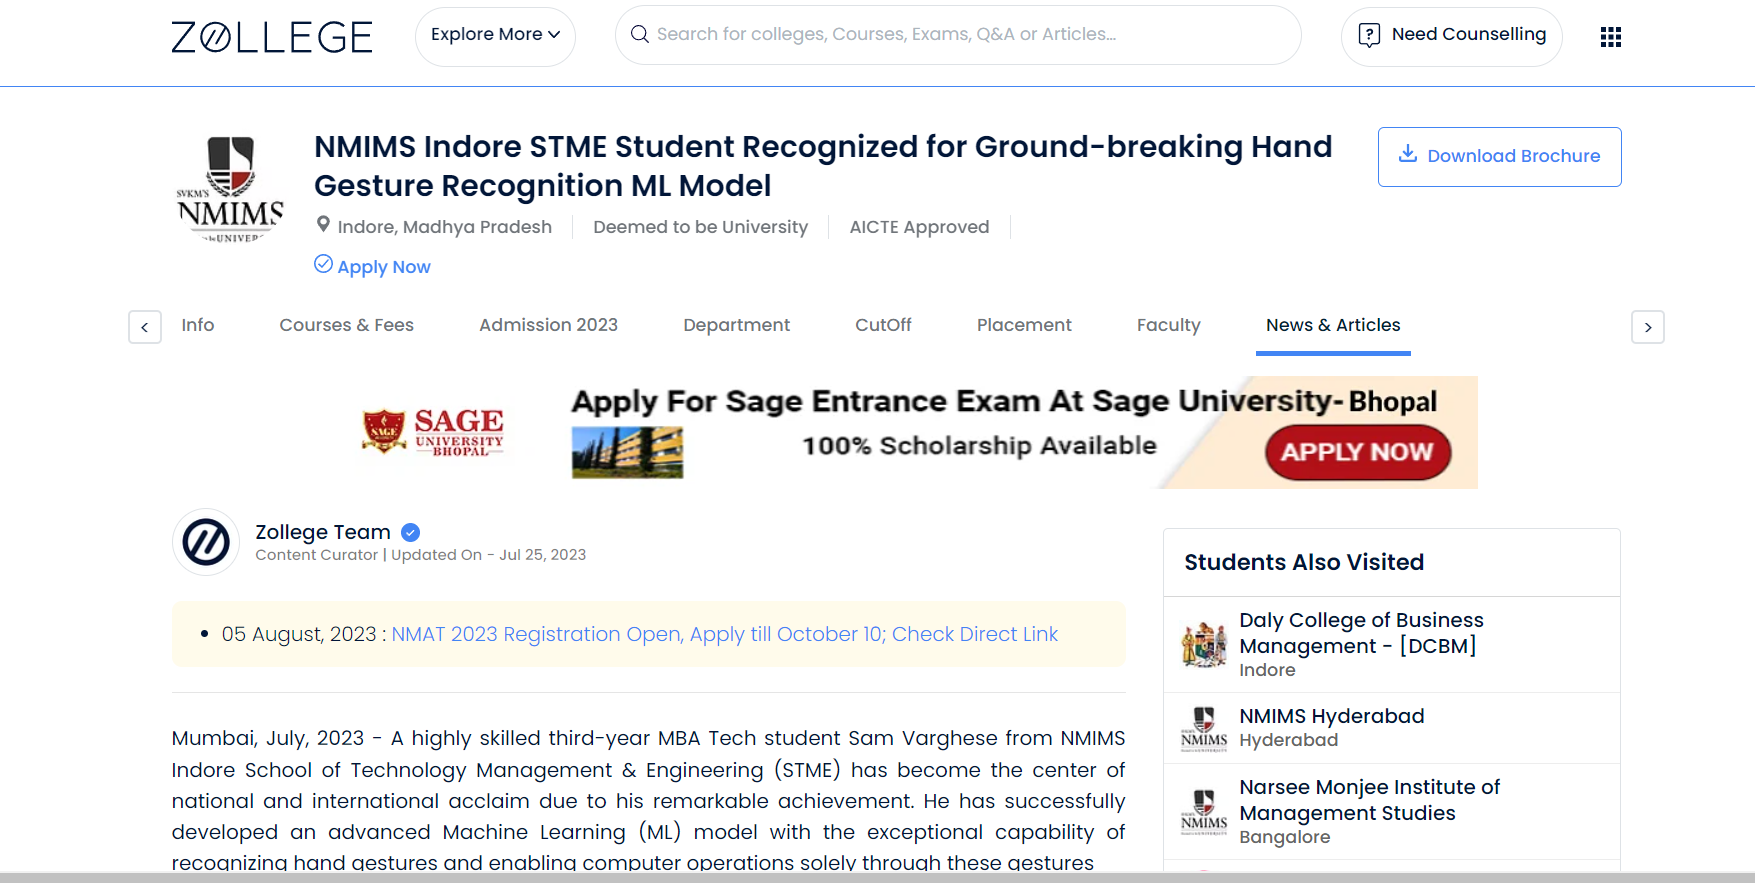 ZOLLEGE
Explore More
Search for colleges, Courses, Exams, Q&A or Articles...
Need Counselling
SVKM'S
NMIMS
NMIMS Indore STME Student Recognized for Ground-breaking Hand
Gesture Recognition ML Model
Download Brochure
Indore, Madhya Pradesh
Deemed to be University
AICTE Approved
Apply Now
<
Info
Courses & Fees
Admission 2023
Department
CutOff
Placement
Faculty
News & Articles
>
SAGE
SAGE
UNIVERSITY
BHOPAL
Apply For Sage Entrance Exam At Sage University- Bhopal
100% Scholarship Available
APPLY NOW
Zollege Team
Content Curator | Updated On - Jul 25, 2023
Students Also Visited
• 05 August, 2023 : NMAT 2023 Registration Open, Apply till October 10; Check Direct Link
Daly College of Business
Management - [DCBM]
Indore
NMIMS
NMIMS Hyderabad
Hyderabad
NMIMS
Narsee Monjee Institute of
Management Studies
Bangalore
Mumbai, July, 2023 - A highly skilled third-year MBA Tech student Sam Varghese from NMIMS
Indore School of Technology Management & Engineering (STME) has become the center of
national and international acclaim due to his remarkable achievement. He has successfully
developed an advanced Machine Learning (ML) model with the exceptional capability of
recognizing hand gestures and enabling computer operations solely through these gestures